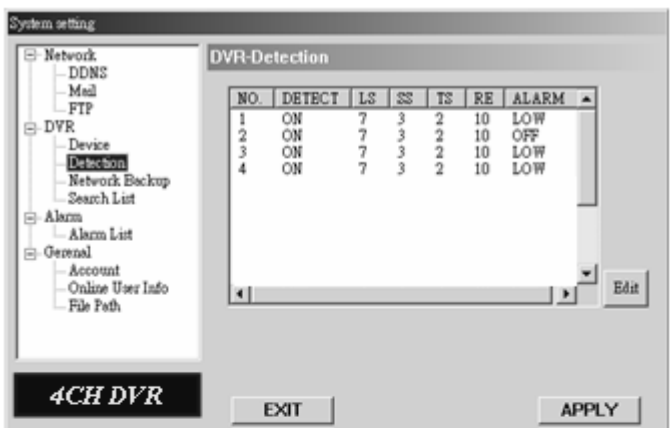 System setting
Network
DDNS
Mail
FTP
DVR
Device
Detection
Network Backup
Search List
Alarm
Alarm List
Gerenal
Account
Online User Info
File Path
4CH DVR
DVR-Detection
NO. DETECT LS SS TS RE ALARM
1 ON 7 3 2 10 LOW
2 ON 7 3 2 10 OFF
3 ON 7 3 2 10 LOW
4 ON 7 3 2 10 LOW
Edit
EXIT APPLY